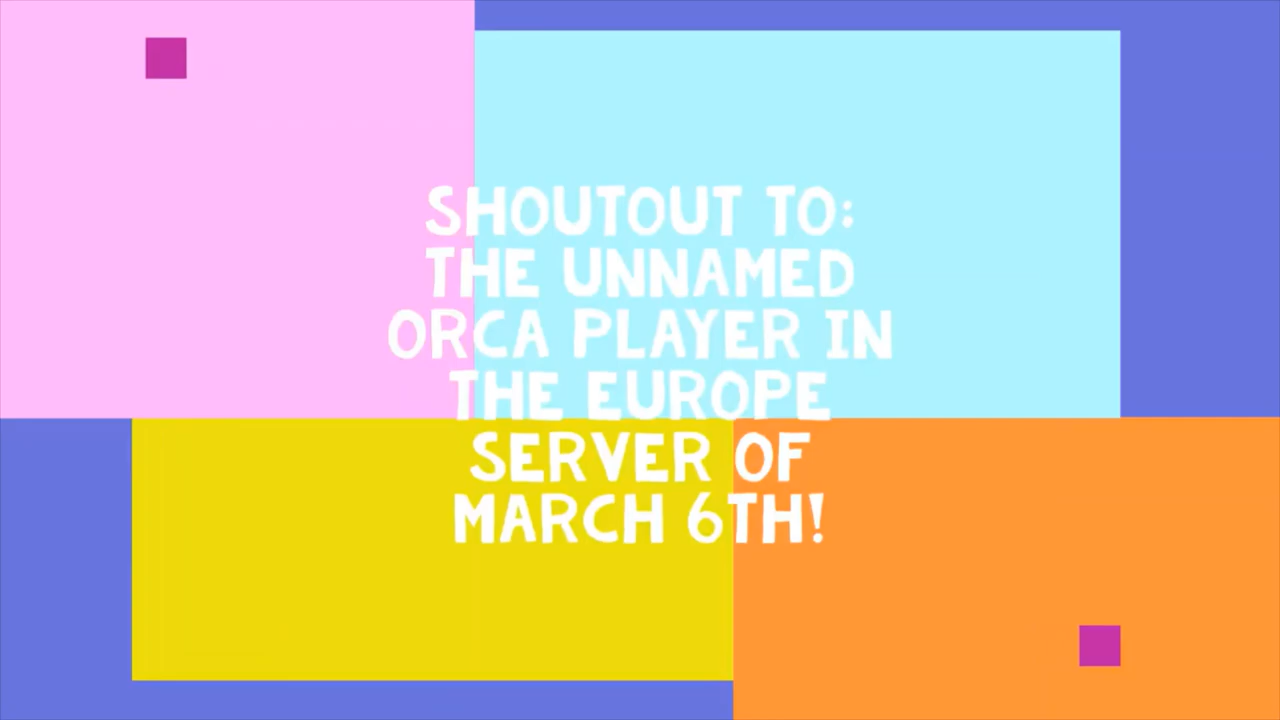 SHOUTOUT TO:
THE UNNAMED
ORCA PLAYER IN
THE EUROPE
SERVER OF
MARCH 6TH!